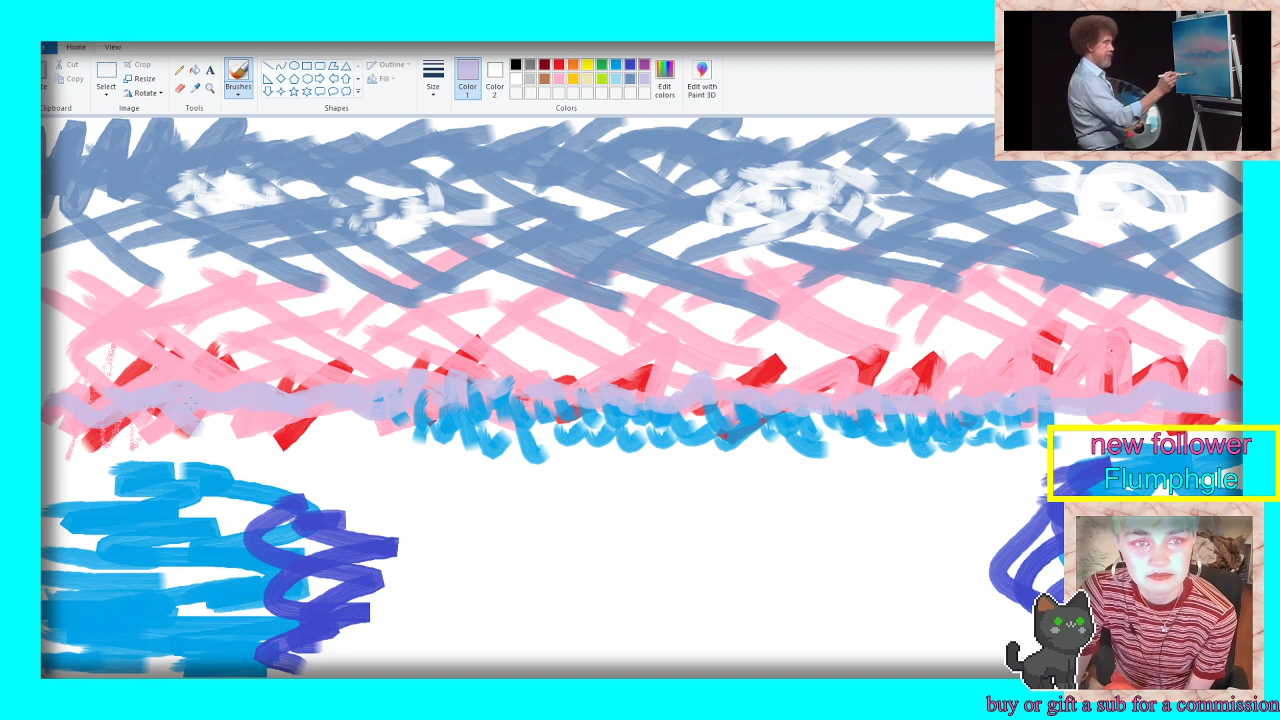 Home View
Cut
Copy
Clipboard
Select
Crop
Resize
Rotate
Image
A
Tools
Brushes
Outline
Fill
Shapes
Size
Color 1
Color 2
Edit colors
Colors
Edit with Paint 3D
new follower
Flumphgle
buy or gift a sub for a commission